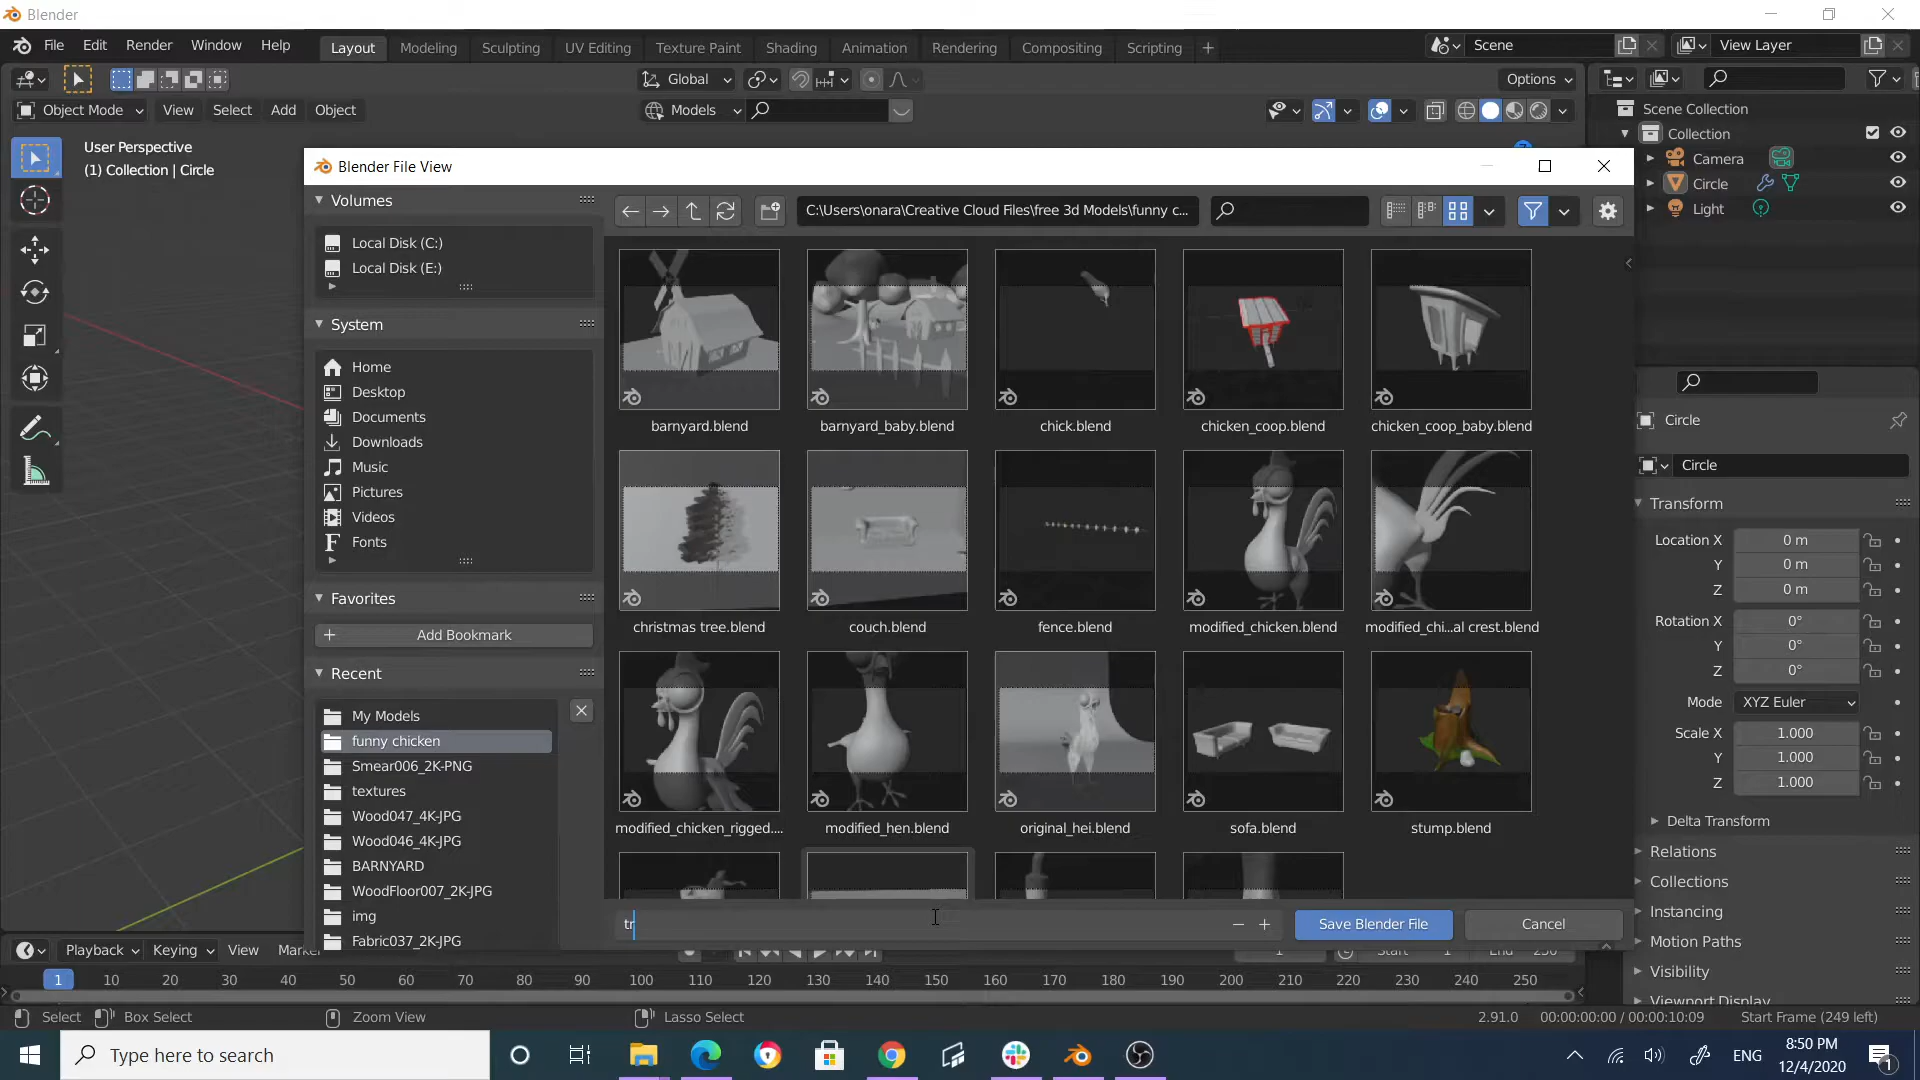 Blender
File Edit Render Window Help Layout Modeling Sculpting UV Editing Texture Paint Shading Animation Rendering Compositing Scripting + Scene View Layer
Global Options
Object Mode View Select Add Object Models
User Perspective
(1) Collection | Circle
Scene Collection
Collection
Camera
Circle
Light
Blender File View
Volumes
Local Disk (C:)
Local Disk (E:)
System
Home
Desktop
Documents
Downloads
Music
Pictures
Videos
Fonts
Favorites
Add Bookmark
Recent
My Models
funny chicken
Smear006_2K-PNG
textures
Wood047_4K-JPG
Wood046_4K-JPG
BARNYARD
WoodFloor007_2K-JPG
img
Fabric037_2K-JPG
C:\Users\onara\Creative Cloud Files\free 3d Models\funny c...
barnyard.blend barnyard_baby.blend chick.blend chicken_coop.blend chicken_coop_baby.blend
christmas tree.blend couch.blend fence.blend modified_chicken.blend modified_chi...al crest.blend
modified_chicken_rigged.... modified_hen.blend original_hei.blend sofa.blend stump.blend
tr Save Blender File Cancel
Circle
Circle
Transform
Location X 0 m
Y 0 m
Z 0 m
Rotation X 0°
Y 0°
Z 0°
Mode XYZ Euler
Scale X 1.000
Y 1.000
Z 1.000
Delta Transform
Relations
Collections
Instancing
Motion Paths
Visibility
Viewport Display
Playback Keying View Marker 1 Start 1 End 250
1 10 20 30 40 50 60 70 80 90 100 110 120 130 140 150 160 170 180 190 200 210 220 230 240 250
Select Box Select Zoom View Lasso Select 2.91.0 00:00:00:00 / 00:00:10:09 Start Frame (249 left)
Type here to search ENG 8:50 PM
12/4/2020 1